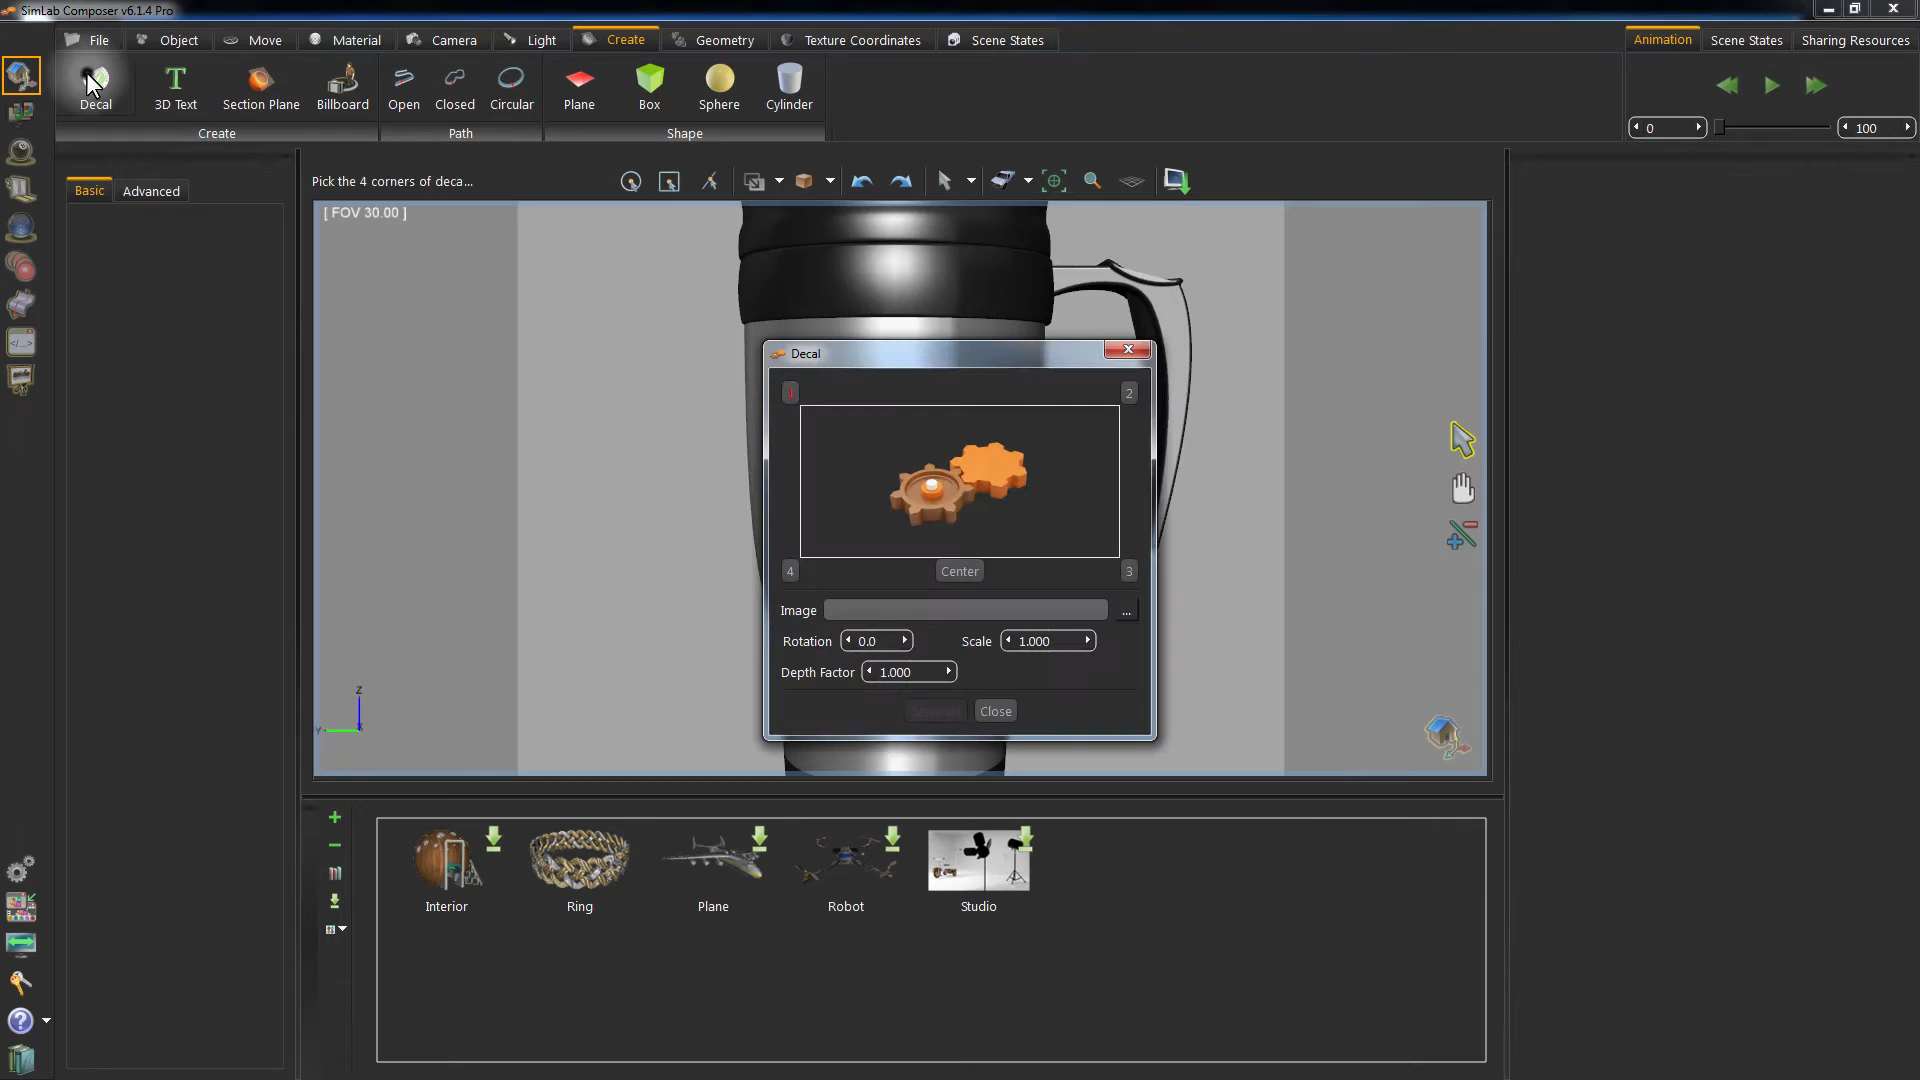 SimLab Composer v6.1.4 Pro
File Object Move Material Camera Light Create Geometry Texture Coordinates Scene States Animation Scene States Sharing Resources
Decal 3D Text Section Plane Billboard Open Closed Circular Plane Box Sphere Cylinder
Create Path Shape
0 100
Basic Advanced
Pick the 4 corners of deca...
[ FOV 30.00 ]
Decal
1 2
4 Center 3
Image ...
Rotation 0.0 Scale 1.000
Depth Factor 1.000
Close
Z
Y
Interior Ring Plane Robot Studio